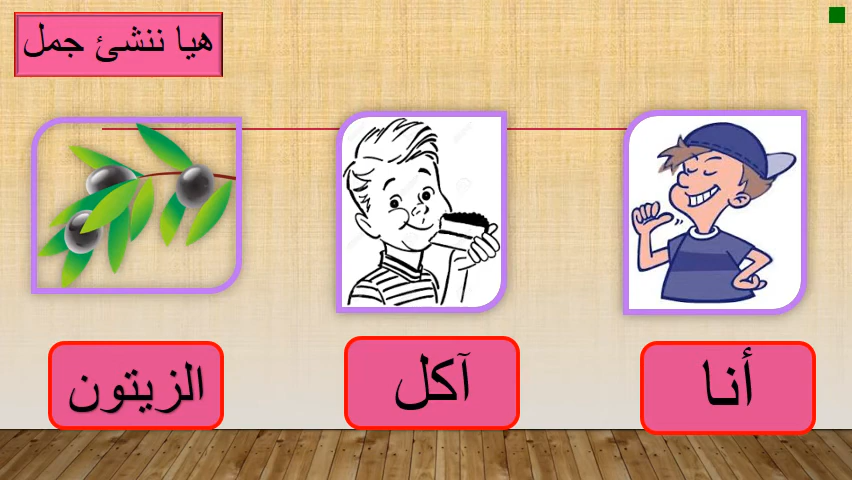 هيا ننشئ جمل
أنا
آكل
الزيتون